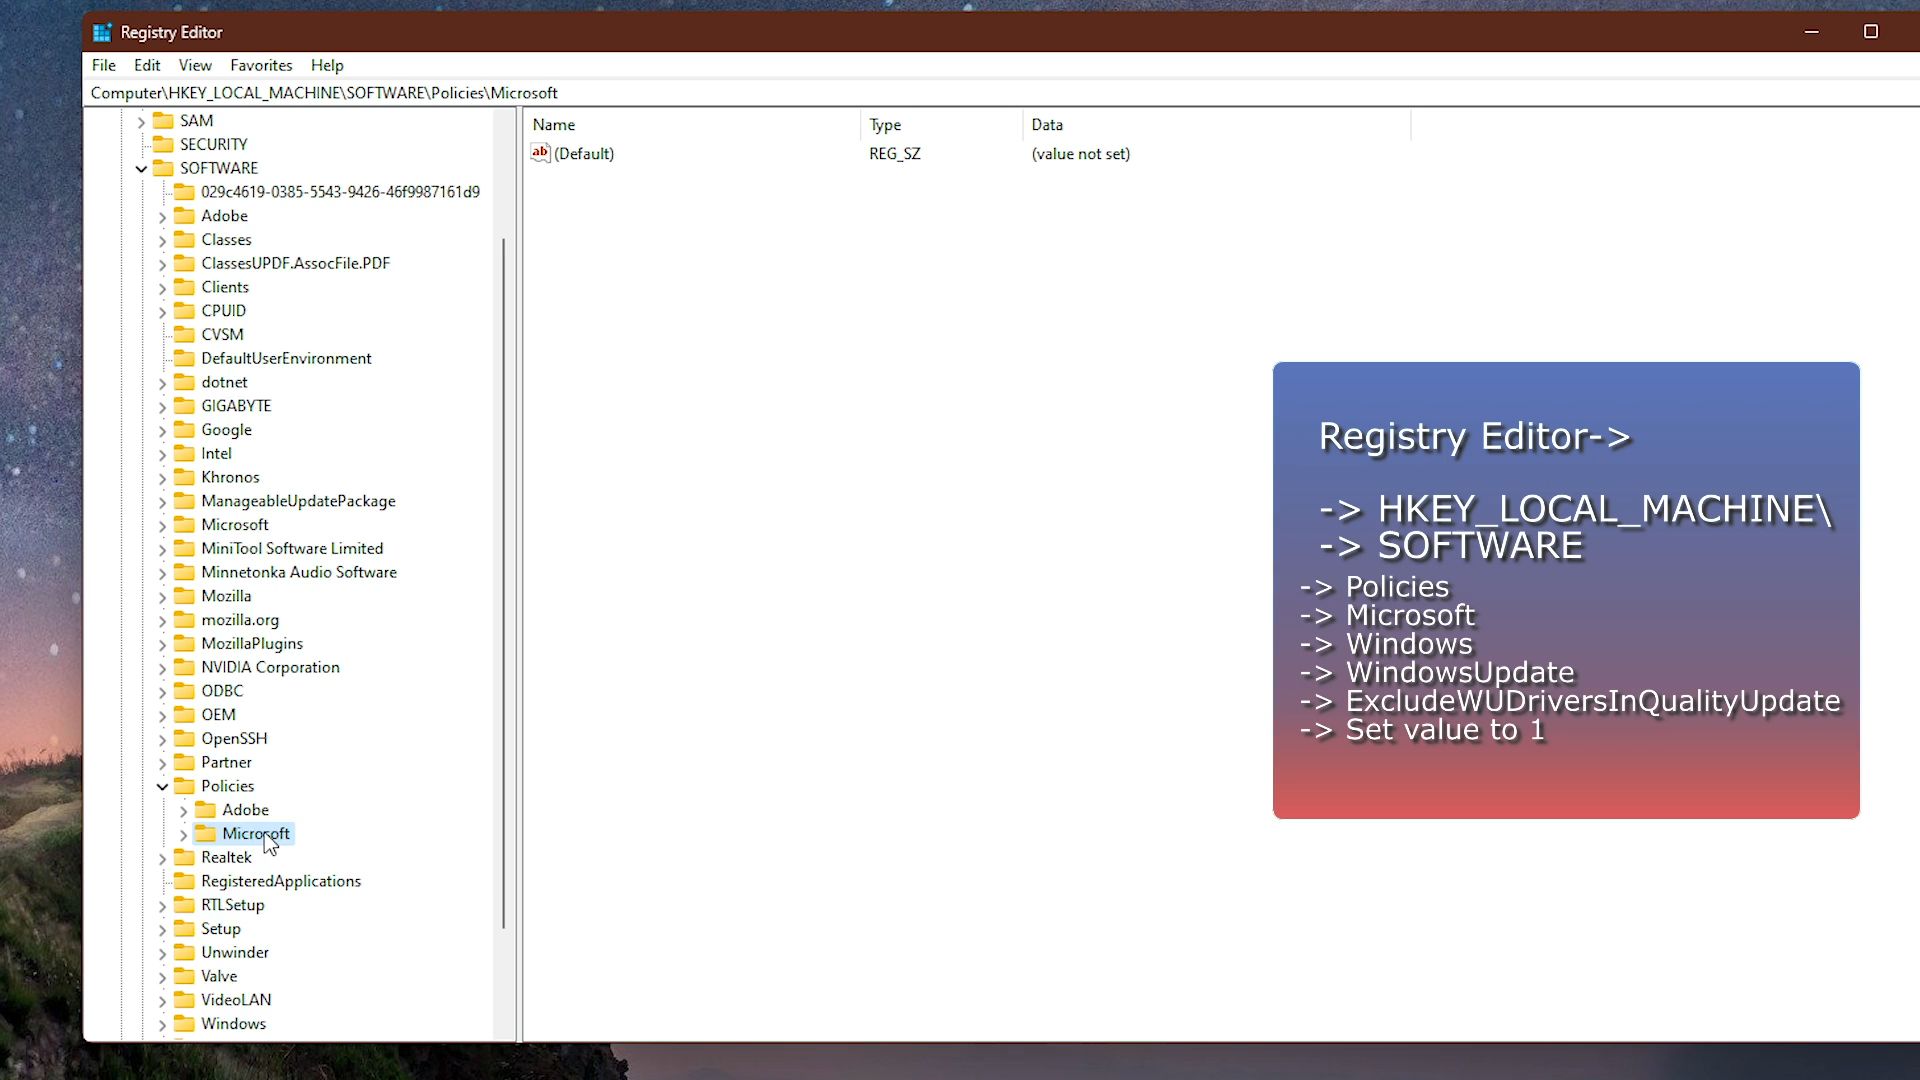 Registry Editor
File Edit View Favorites Help
Computer\HKEY_LOCAL_MACHINE\SOFTWARE\Policies\Microsoft
SAM
SECURITY
SOFTWARE
029c4619-0385-5543-9426-46f9987161d9
Adobe
Classes
ClassesUPDF.AssocFile.PDF
Clients
CPUID
CVSM
DefaultUserEnvironment
dotnet
GIGABYTE
Google
Intel
Khronos
ManageableUpdatePackage
Microsoft
MiniTool Software Limited
Minnetonka Audio Software
Mozilla
mozilla.org
MozillaPlugins
NVIDIA Corporation
ODBC
OEM
OpenSSH
Partner
Policies
Adobe
Microsoft
Realtek
RegisteredApplications
RTLSetup
Setup
Unwinder
Valve
VideoLAN
Windows
Name Type Data
ab (Default) REG_SZ (value not set)
Registry Editor->
-> HKEY_LOCAL_MACHINE\
-> SOFTWARE
-> Policies
-> Microsoft
-> Windows
-> WindowsUpdate
-> ExcludeWUDriversInQualityUpdate
-> Set value to 1